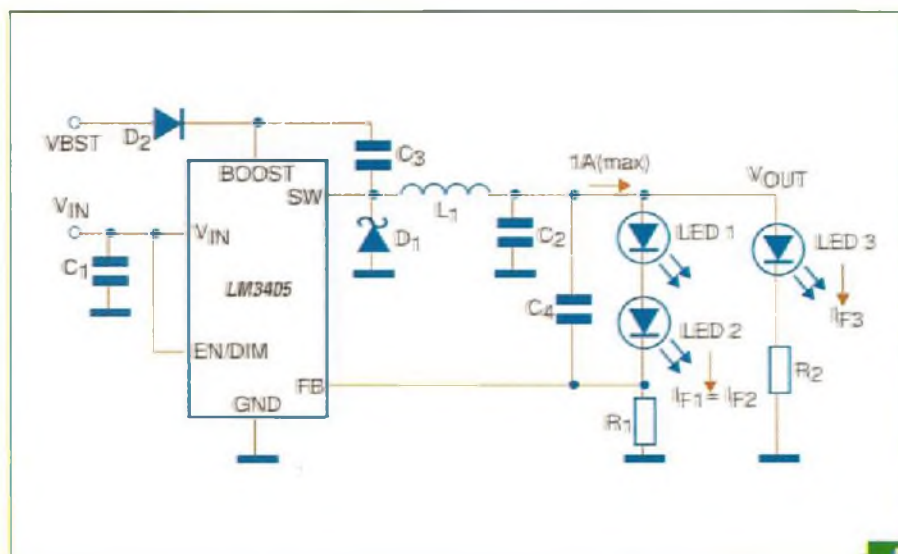 VBST
D2
C3
BOOST
SW
1A(max)
VOUT
VIN
VIN
L1
C1
D1
C2
LED 1
LED 3
LM3405
C4
LED 2
IF3
EN/DIM
R2
FB
IF1 = IF2
GND
R1